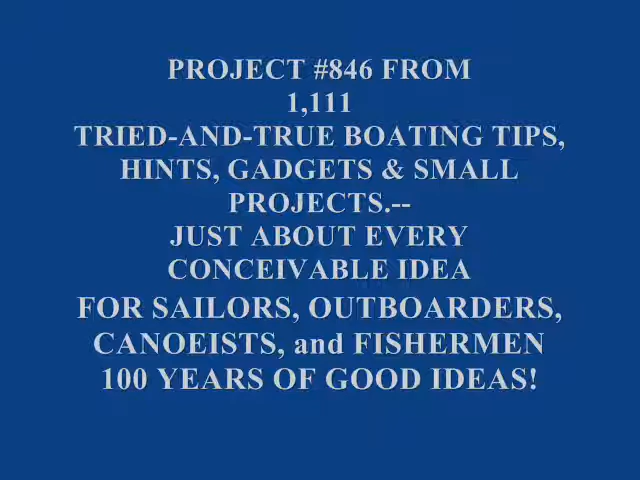 PROJECT #846 FROM
1,111
TRIED-AND-TRUE BOATING TIPS,
HINTS, GADGETS & SMALL
PROJECTS.--
JUST ABOUT EVERY
CONCEIVABLE IDEA
FOR SAILORS, OUTBOARDERS,
CANOEISTS, and FISHERMEN
100 YEARS OF GOOD IDEAS!